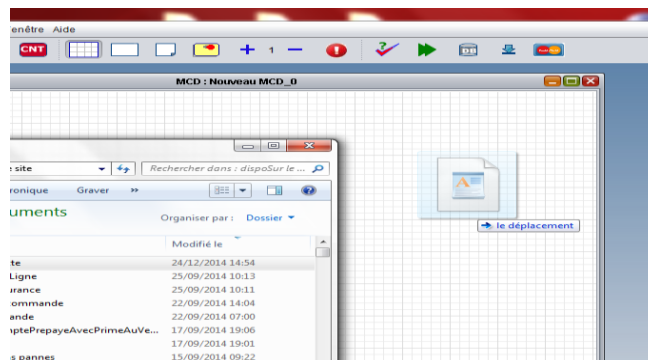 enêtre Aide
CNT
1
MCD : Nouveau MCD_0
e site
Rechercher dans : dispoSur le ...
ronique Graver »
uments
Organiser par : Dossier
Modifié le
te 24/12/2014 14:54
Ligne 25/09/2014 10:13
urance 25/09/2014 10:11
ommande 22/09/2014 14:04
ande 22/09/2014 07:00
mptePrepayeAvecPrimeAuVe... 17/09/2014 19:06
17/09/2014 19:01
s pannes 15/09/2014 09:22
A
le déplacement